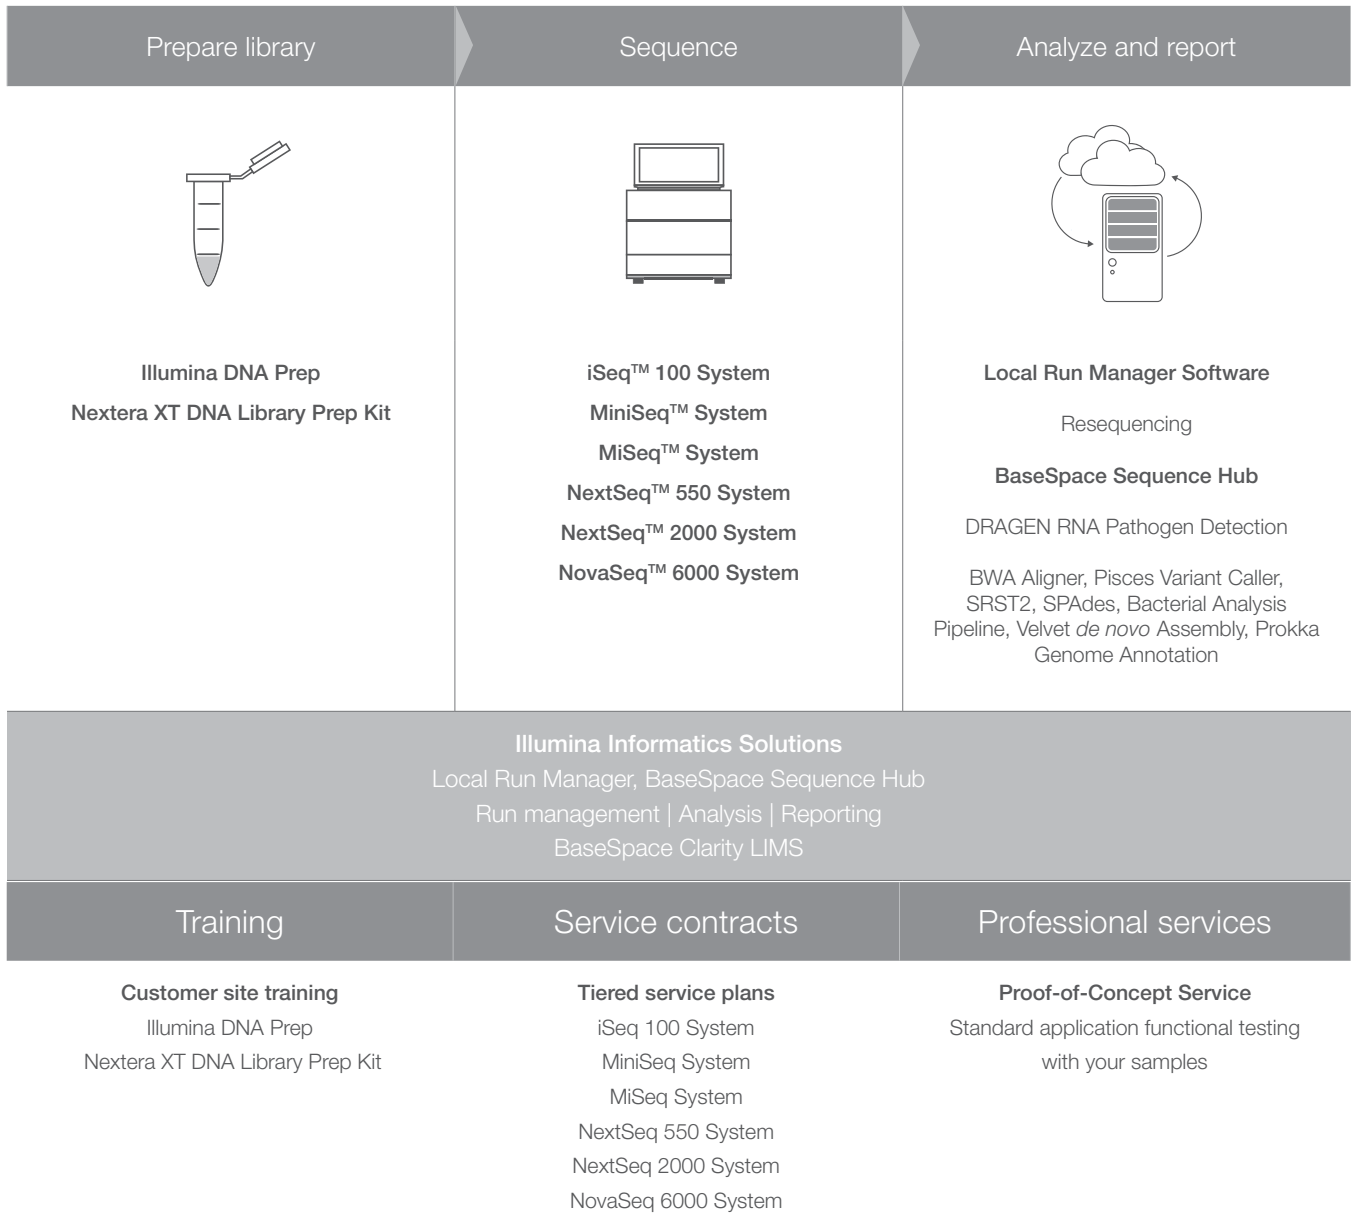 Prepare library
Sequence
Analyze and report
Illumina DNA Prep
Nextera XT DNA Library Prep Kit
iSeq™ 100 System
MiniSeq™ System
MiSeq™ System
NextSeq™ 550 System
NextSeq™ 2000 System
NovaSeq™ 6000 System
Local Run Manager Software
Resequencing
BaseSpace Sequence Hub
DRAGEN RNA Pathogen Detection
BWA Aligner, Pisces Variant Caller,
SRST2, SPAdes, Bacterial Analysis
Pipeline, Velvet de novo Assembly, Prokka
Genome Annotation
Illumina Informatics Solutions
Local Run Manager, BaseSpace Sequence Hub
Run management | Analysis | Reporting
BaseSpace Clarity LIMS
Training
Service contracts
Professional services
Customer site training
Illumina DNA Prep
Nextera XT DNA Library Prep Kit
Tiered service plans
iSeq 100 System
MiniSeq System
MiSeq System
NextSeq 550 System
NextSeq 2000 System
NovaSeq 6000 System
Proof-of-Concept Service
Standard application functional testing
with your samples